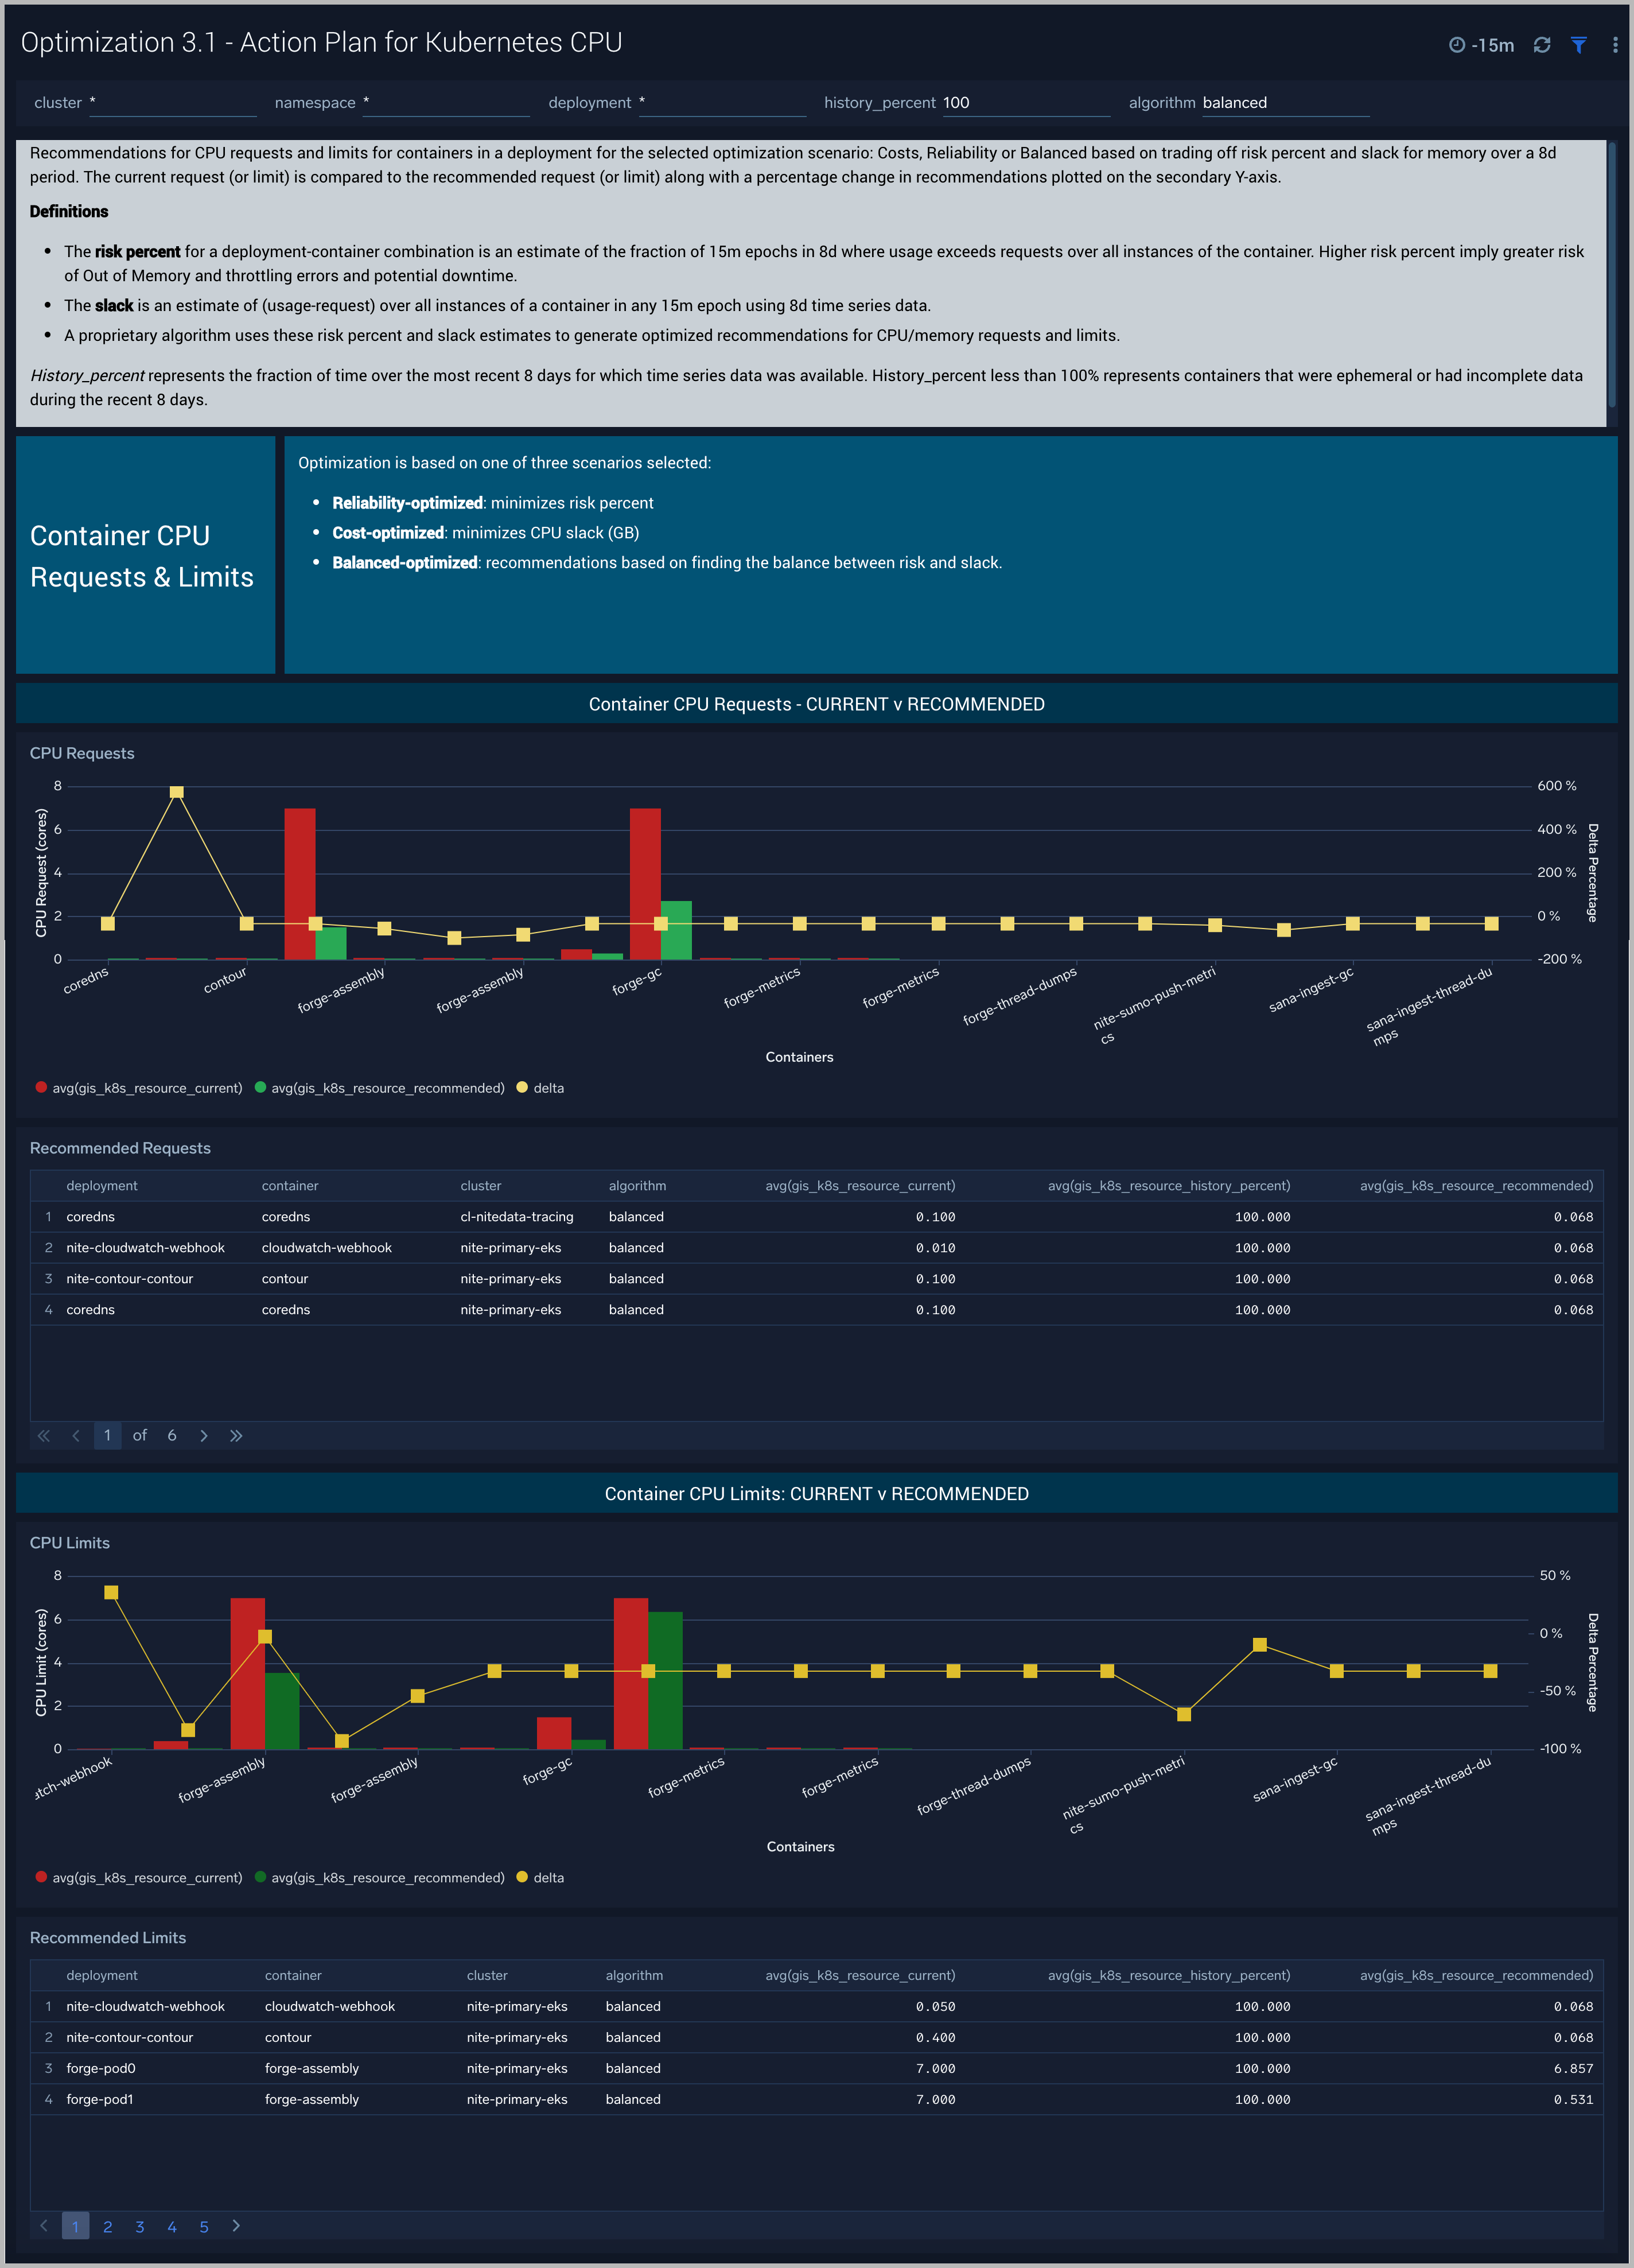 Optimization 3.1 - Action Plan for Kubernetes CPU
-15m
cluster *
namespace *
deployment *
history_percent 100
algorithm balanced
Recommendations for CPU requests and limits for containers in a deployment for the selected optimization scenario: Costs, Reliability or Balanced based on trading off risk percent and slack for memory over a 8d
period. The current request (or limit) is compared to the recommended request (or limit) along with a percentage change in recommendations plotted on the secondary Y-axis.
Definitions
• The risk percent for a deployment-container combination is an estimate of the fraction of 15m epochs in 8d where usage exceeds requests over all instances of the container. Higher risk percent imply greater risk
of Out of Memory and throttling errors and potential downtime.
• The slack is an estimate of (usage-request) over all instances of a container in any 15m epoch using 8d time series data.
• A proprietary algorithm uses these risk percent and slack estimates to generate optimized recommendations for CPU/memory requests and limits.
History_percent represents the fraction of time over the most recent 8 days for which time series data was available. History_percent less than 100% represents containers that were ephemeral or had incomplete data
during the recent 8 days.
Container CPU
Requests & Limits
Optimization is based on one of three scenarios selected:
• Reliability-optimized: minimizes risk percent
• Cost-optimized: minimizes CPU slack (GB)
• Balanced-optimized: recommendations based on finding the balance between risk and slack.
Container CPU Requests - CURRENT v RECOMMENDED
CPU Requests
CPU Request (cores)
8
6
4
2
0
600 %
400 %
200 %
0 %
-200 %
Delta Percentage
coredns
contour
forge-assembly
forge-assembly
forge-gc
forge-metrics
forge-metrics
forge-thread-dumps
nite-sumo-push-metri
cs
sana-ingest-gc
sana-ingest-thread-du
mps
Containers
avg(gis_k8s_resource_current) avg(gis_k8s_resource_recommended) delta
Recommended Requests
deployment container cluster algorithm avg(gis_k8s_resource_current) avg(gis_k8s_resource_history_percent) avg(gis_k8s_resource_recommended)
1 coredns coredns cl-nitedata-tracing balanced 0.100 100.000 0.068
2 nite-cloudwatch-webhook cloudwatch-webhook nite-primary-eks balanced 0.010 100.000 0.068
3 nite-contour-contour contour nite-primary-eks balanced 0.100 100.000 0.068
4 coredns coredns nite-primary-eks balanced 0.100 100.000 0.068
1 of 6
Container CPU Limits: CURRENT v RECOMMENDED
CPU Limits
CPU Limit (cores)
8
6
4
2
0
50 %
0 %
-50 %
-100 %
Delta Percentage
atch-webhook
forge-assembly
forge-assembly
forge-gc
forge-metrics
forge-metrics
forge-thread-dumps
nite-sumo-push-metri
cs
sana-ingest-gc
sana-ingest-thread-du
mps
Containers
avg(gis_k8s_resource_current) avg(gis_k8s_resource_recommended) delta
Recommended Limits
deployment container cluster algorithm avg(gis_k8s_resource_current) avg(gis_k8s_resource_history_percent) avg(gis_k8s_resource_recommended)
1 nite-cloudwatch-webhook cloudwatch-webhook nite-primary-eks balanced 0.050 100.000 0.068
2 nite-contour-contour contour nite-primary-eks balanced 0.400 100.000 0.068
3 forge-pod0 forge-assembly nite-primary-eks balanced 7.000 100.000 6.857
4 forge-pod1 forge-assembly nite-primary-eks balanced 7.000 100.000 0.531
1 2 3 4 5